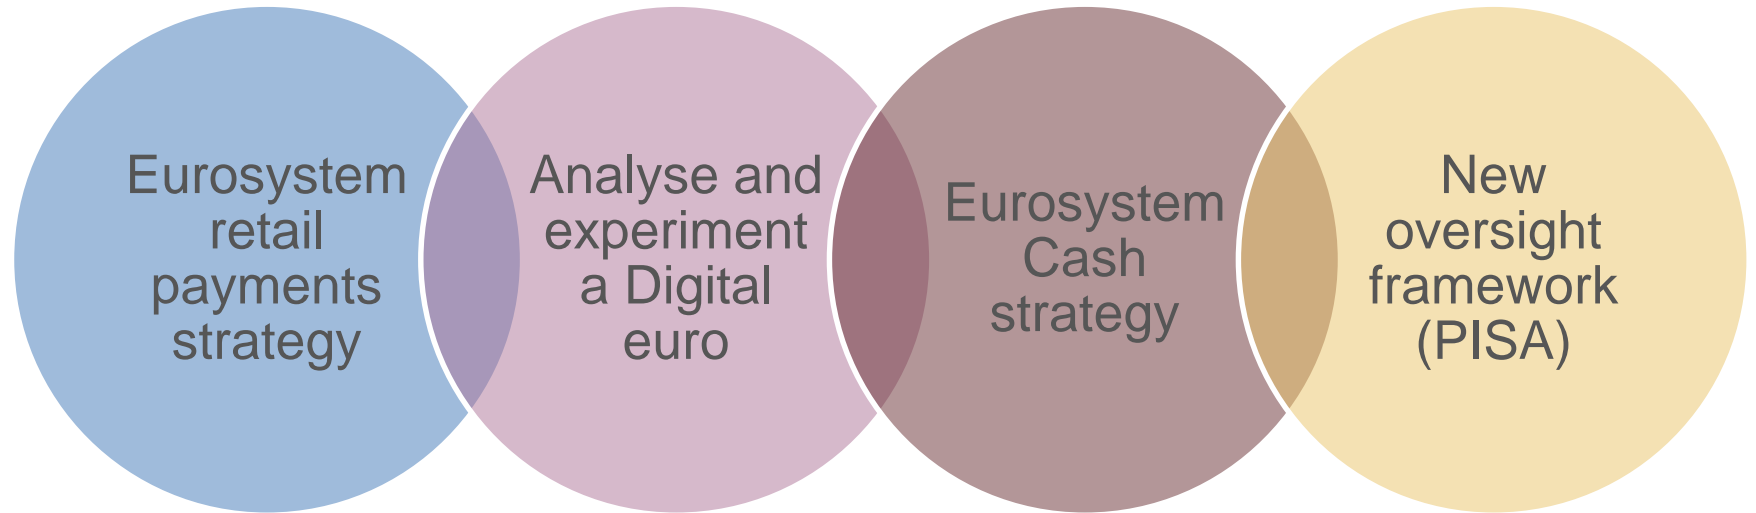 Eurosystem
retail
payments
strategy
Analyse and
experiment
a Digital
euro
Eurosystem
Cash
strategy
New
oversight
framework
(PISA)